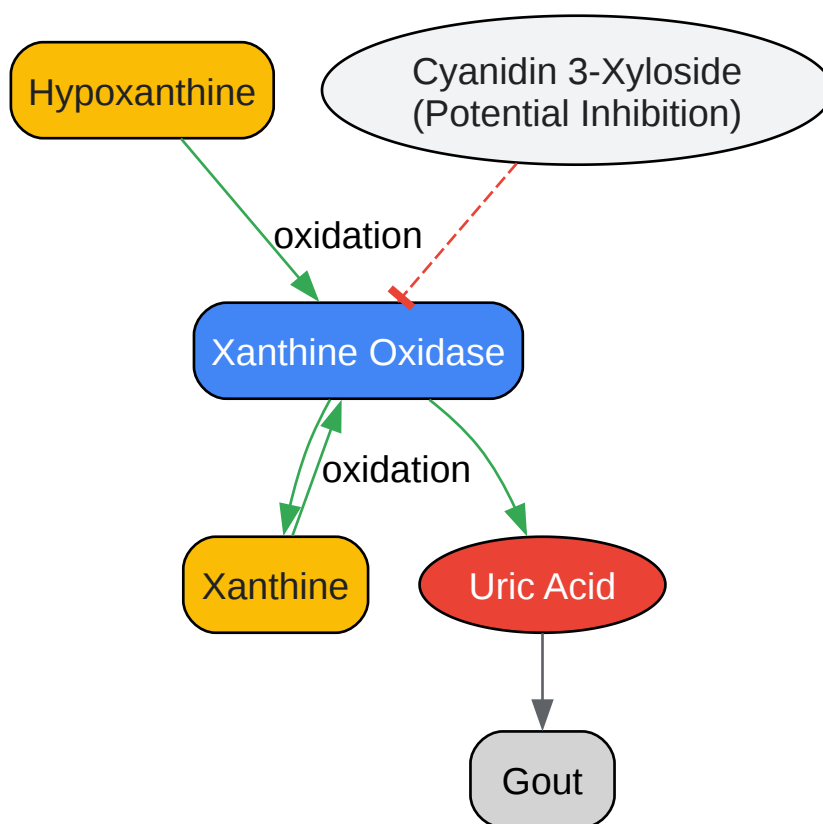 Hypoxanthine
Cyanidin 3-Xyloside
(Potential Inhibition)
oxidation
Xanthine Oxidase
oxidation
Xanthine
Uric Acid
Gout